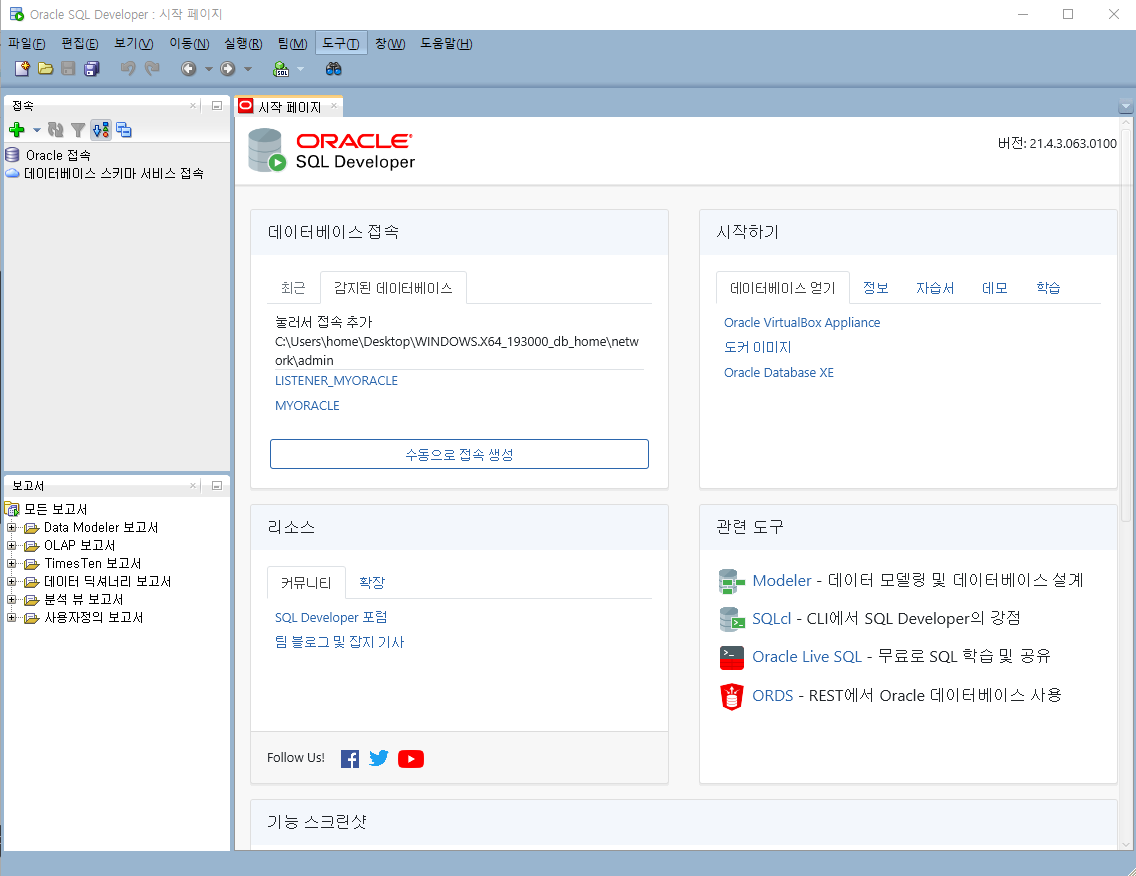 Oracle SQL Developer : 시작 페이지
파일(F) 편집(E) 보기(V) 이동(N) 실행(R) 팀(M) 도구(T) 창(W) 도움말(H)
SQL
접속
Oracle 접속
데이터베이스 스키마 서비스 접속
보고서
모든 보고서
Data Modeler 보고서
OLAP 보고서
TimesTen 보고서
데이터 딕셔너리 보고서
분석 뷰 보고서
사용자정의 보고서
시작 페이지
ORACLE
SQL Developer
버전: 21.4.3.063.0100
데이터베이스 접속
최근 감지된 데이터베이스
눌러서 접속 추가
C:\Users\home\Desktop\WINDOWS.X64_193000_db_home\netw
ork\admin
LISTENER_MYORACLE
MYORACLE
수동으로 접속 생성
시작하기
데이터베이스 얻기 정보 자습서 데모 학습
Oracle VirtualBox Appliance
도커 이미지
Oracle Database XE
리소스
커뮤니티 확장
SQL Developer 포럼
팀 블로그 및 잡지 기사
Follow Us!
관련 도구
Modeler - 데이터 모델링 및 데이터베이스 설계
SQLcl - CLI에서 SQL Developer의 강점
Oracle Live SQL - 무료로 SQL 학습 및 공유
ORDS - REST에서 Oracle 데이터베이스 사용
기능 스크린샷